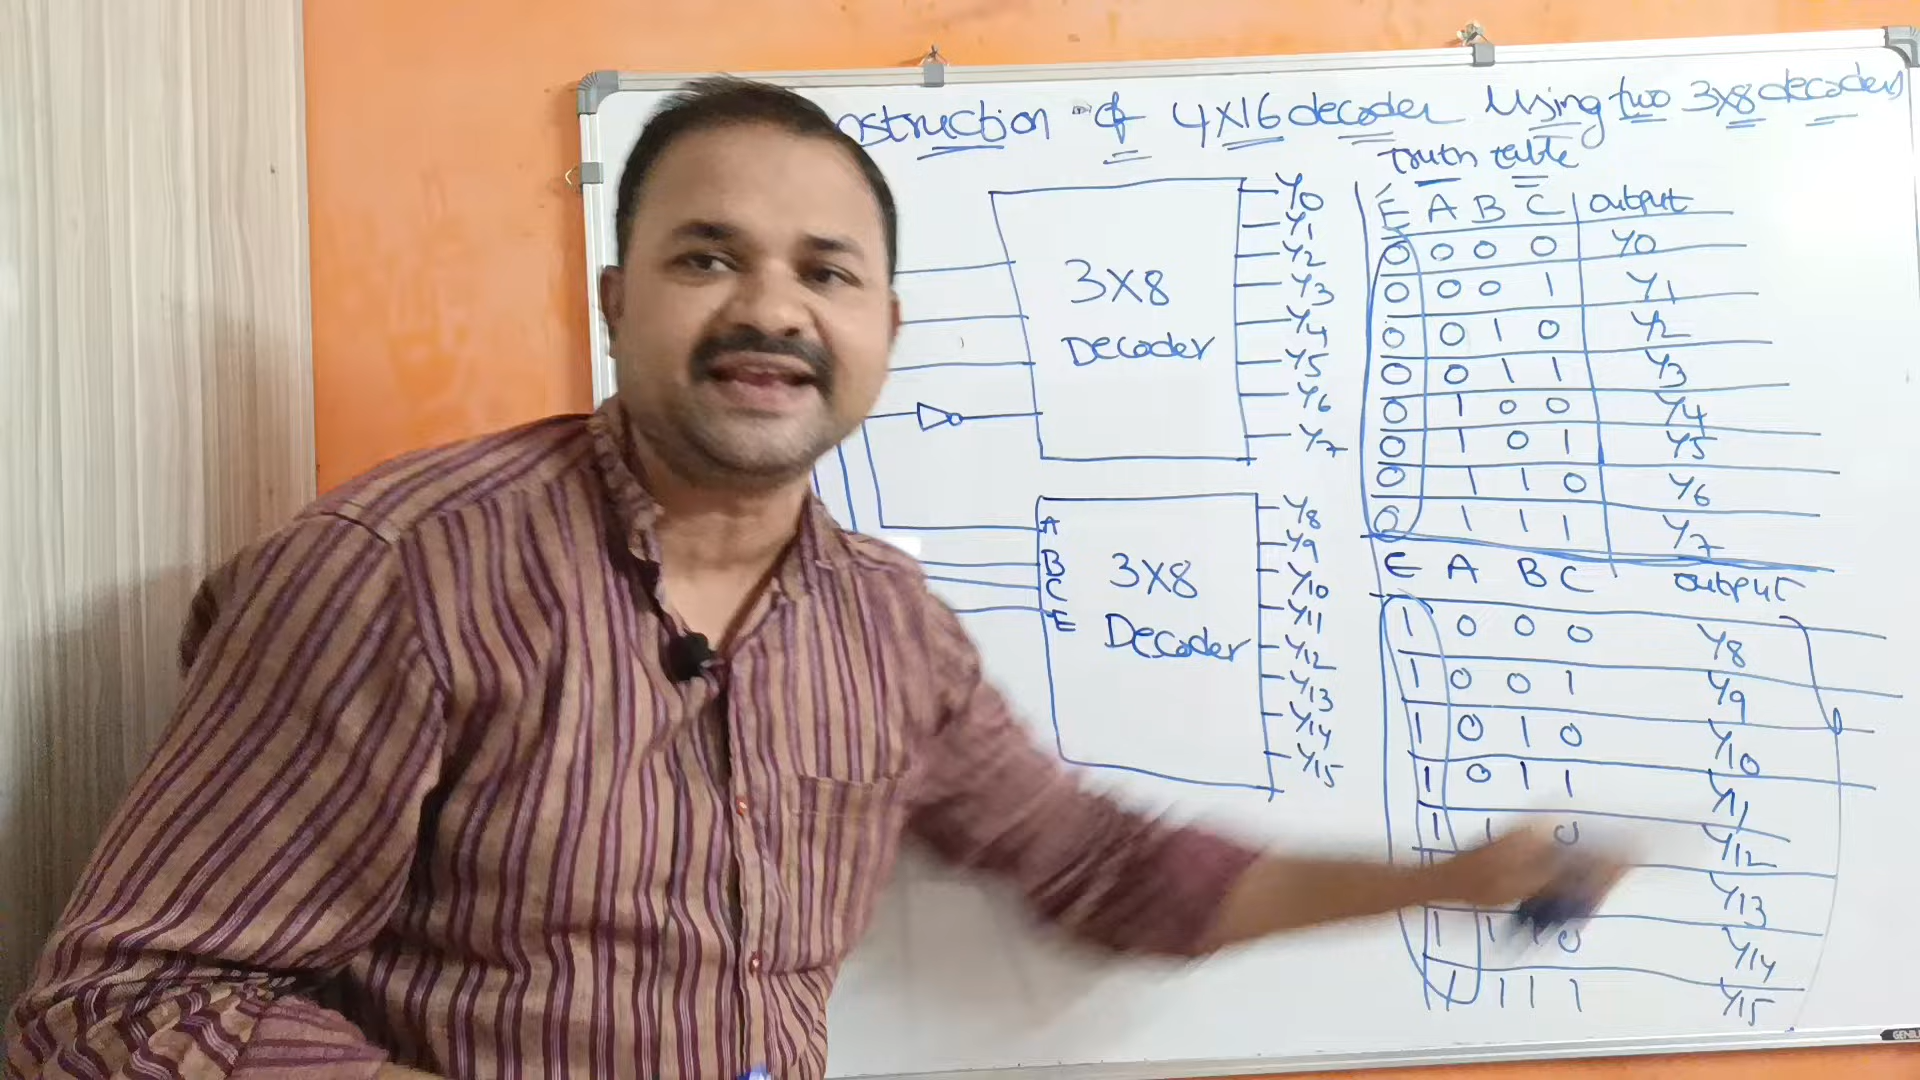 nstruction of 4X16 decoder Using two 3X8 decoders
Truth table
E A B C Output
0 0 0 0 Y0
0 0 0 1 Y1
0 0 1 0 Y2
0 0 1 1 Y3
0 1 0 0 Y4
0 1 0 1 Y5
0 1 1 0 Y6
0 1 1 1 Y7
E A B C output
1 0 0 0 Y8
1 0 0 1 Y9
1 0 1 0 Y10
1 0 1 1 Y11
1 1 0 Y12
Y13
1 1 1 0 Y14
1 1 1 1 Y15
3X8
Decoder
Y0
Y1
Y2
Y3
Y4
Y5
Y6
Y7
A
B
C
E
3X8
Decoder
Y8
Y9
Y10
Y11
Y12
Y13
Y14
Y15